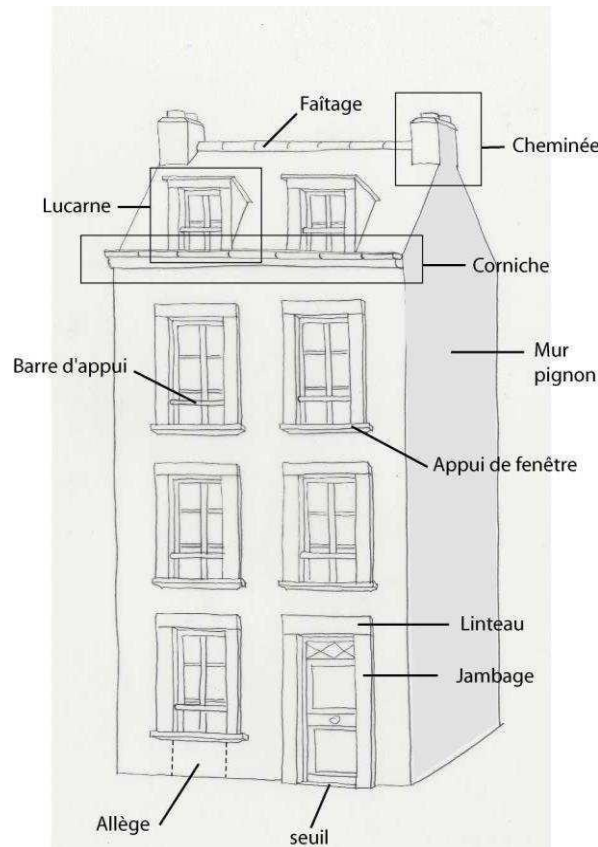 Faîtage
Cheminée
Lucarne
Corniche
Barre d'appui
Mur
pignon
Appui de fenêtre
Linteau
Jambage
Allège
seuil